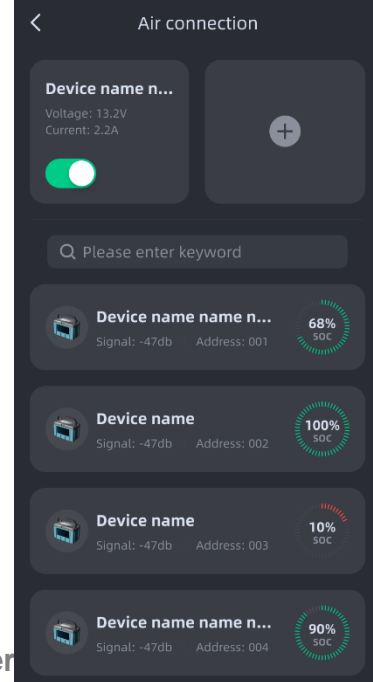 Air connection
Device name n...
Voltage: 13.2V
Current: 2.2A
Please enter keyword
Device name name n...
Signal: -47db Address: 001
68%
SOC
Device name
Signal: -47db Address: 002
100%
SOC
Device name
Signal: -47db Address: 003
10%
SOC
Device name name n...
Signal: -47db Address: 004
90%
SOC
er